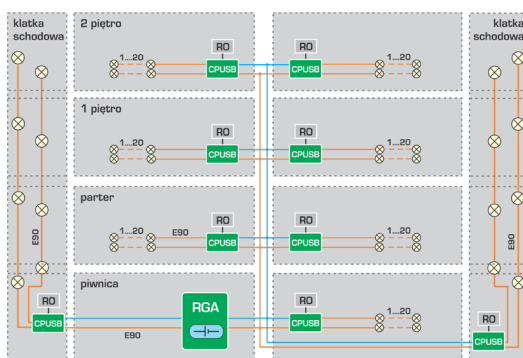 klatka
schodowa
2 piętro
klatka
schodowa
RO
RO
1....20
1....20
CPUSB
CPUSB
1 piętro
RO
RO
1....20
1....20
CPUSB
CPUSB
parter
RO
RO
1....20
E90
1....20
CPUSB
CPUSB
E90
E90
piwnica
RO
RGA
RO
1....20
RO
CPUSB
CPUSB
CPUSB
E90